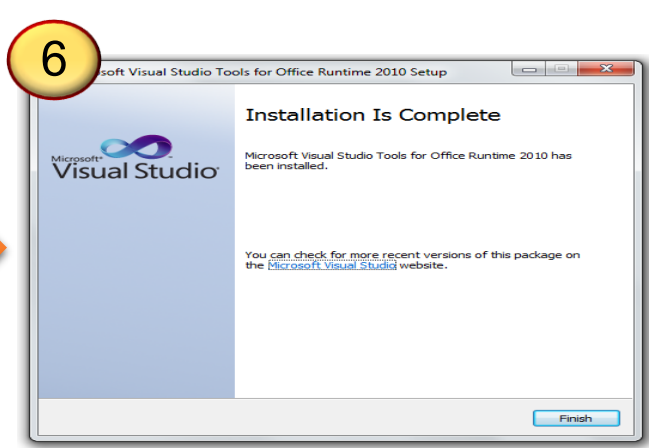 6
soft Visual Studio Tools for Office Runtime 2010 Setup
Installation Is Complete
Microsoft®
Visual Studio®
Microsoft Visual Studio Tools for Office Runtime 2010 has
been installed.
You can check for more recent versions of this package on
the Microsoft Visual Studio website.
Finish